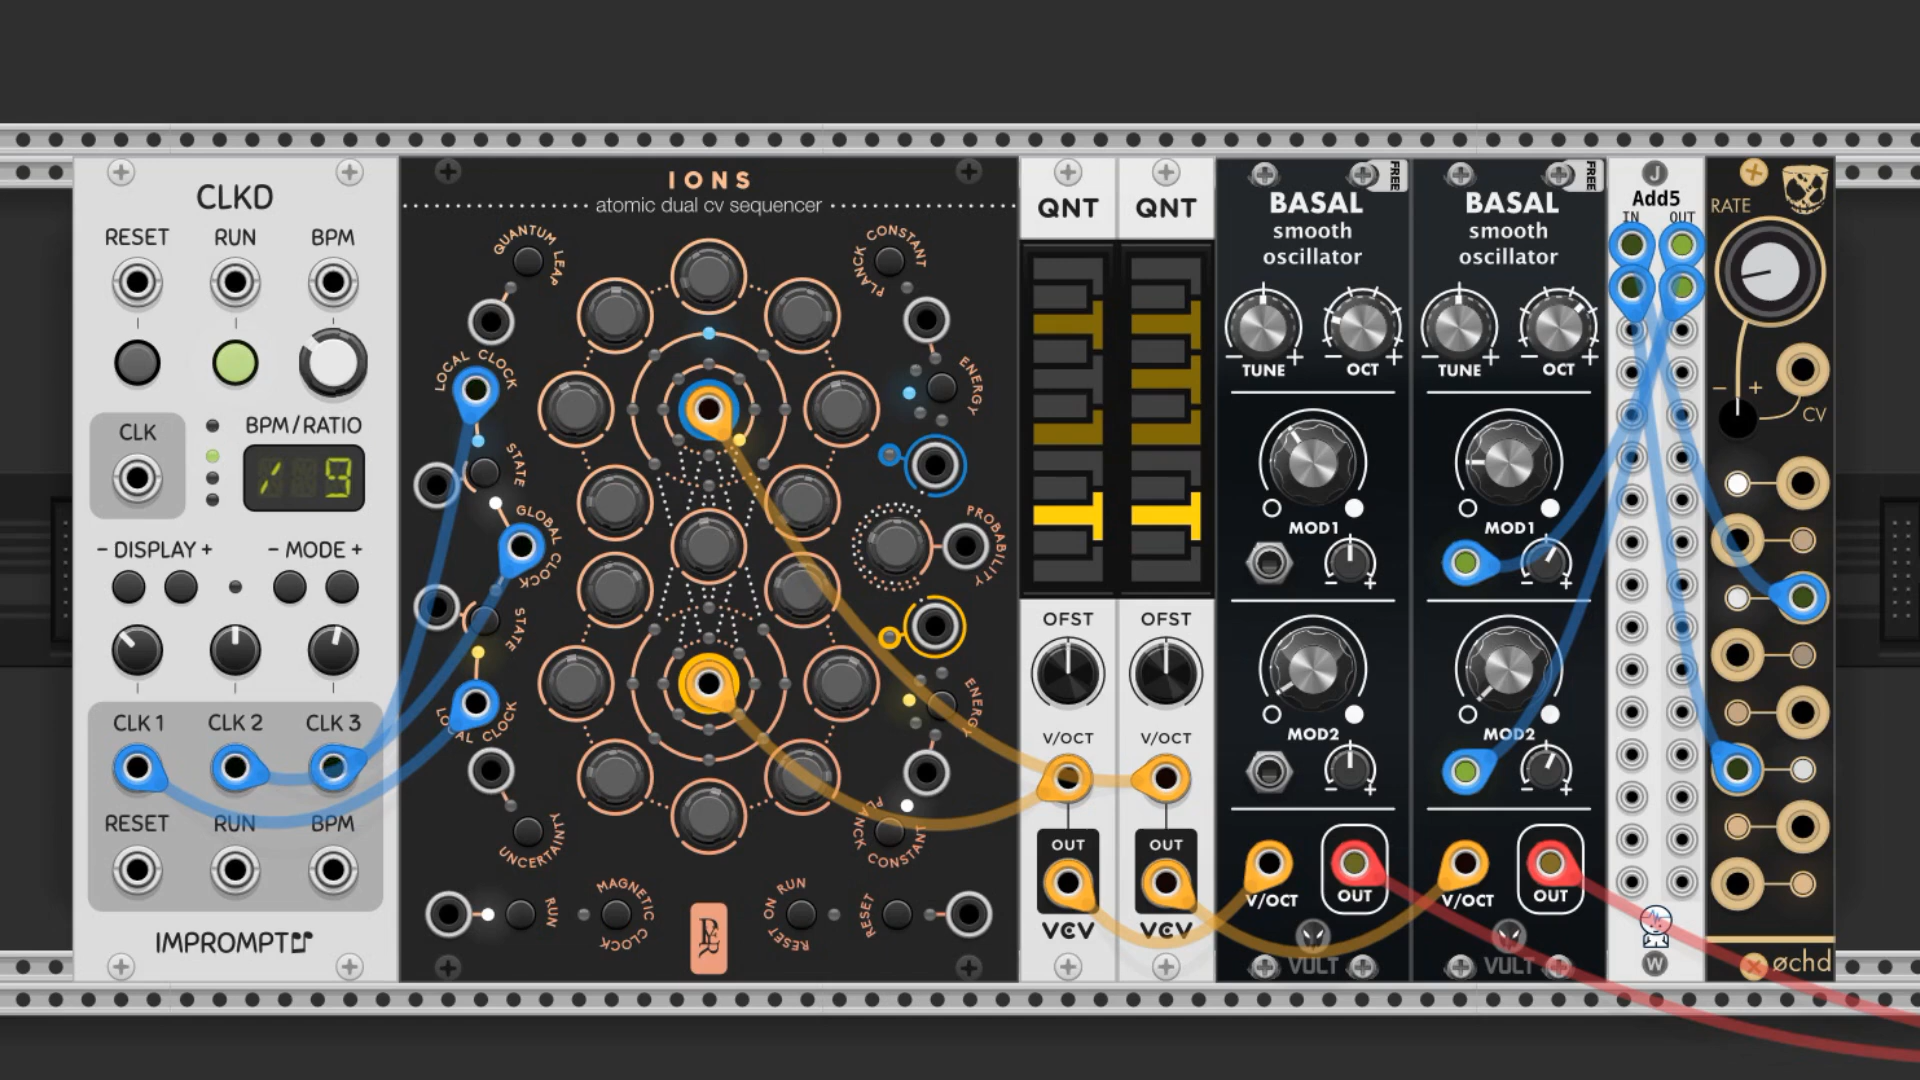 CLKD
RESET RUN BPM
CLK
BPM/RATIO
/ 9
- DISPLAY +
- MODE +
CLK 1 CLK 2 CLK 3
RESET RUN BPM
IMPROMPT
IONS
atomic dual cv sequencer
QUANTUM LEAP
PLANCK CONSTANT
LOCAL CLOCK
ENERGY
STATE
GLOBAL CLOCK
PROBABILITY
STATE
ENERGY
LOCAL CLOCK
UNCERTAINTY
PLANCK CONSTANT
RUN
MAGNETIC CLOCK
RESET ON RUN
RESET
QNT
OFST
V/OCT
OUT
VCV
QNT
OFST
V/OCT
OUT
VCV
FREE
BASAL
smooth
oscillator
TUNE OCT
- + - +
MOD1
- +
MOD2
- +
V/OCT OUT
VULT
FREE
BASAL
smooth
oscillator
TUNE OCT
- + - +
MOD1
- +
MOD2
- +
V/OCT OUT
VULT
J
Add5
IN OUT
W
RATE
- +
CV
øchd